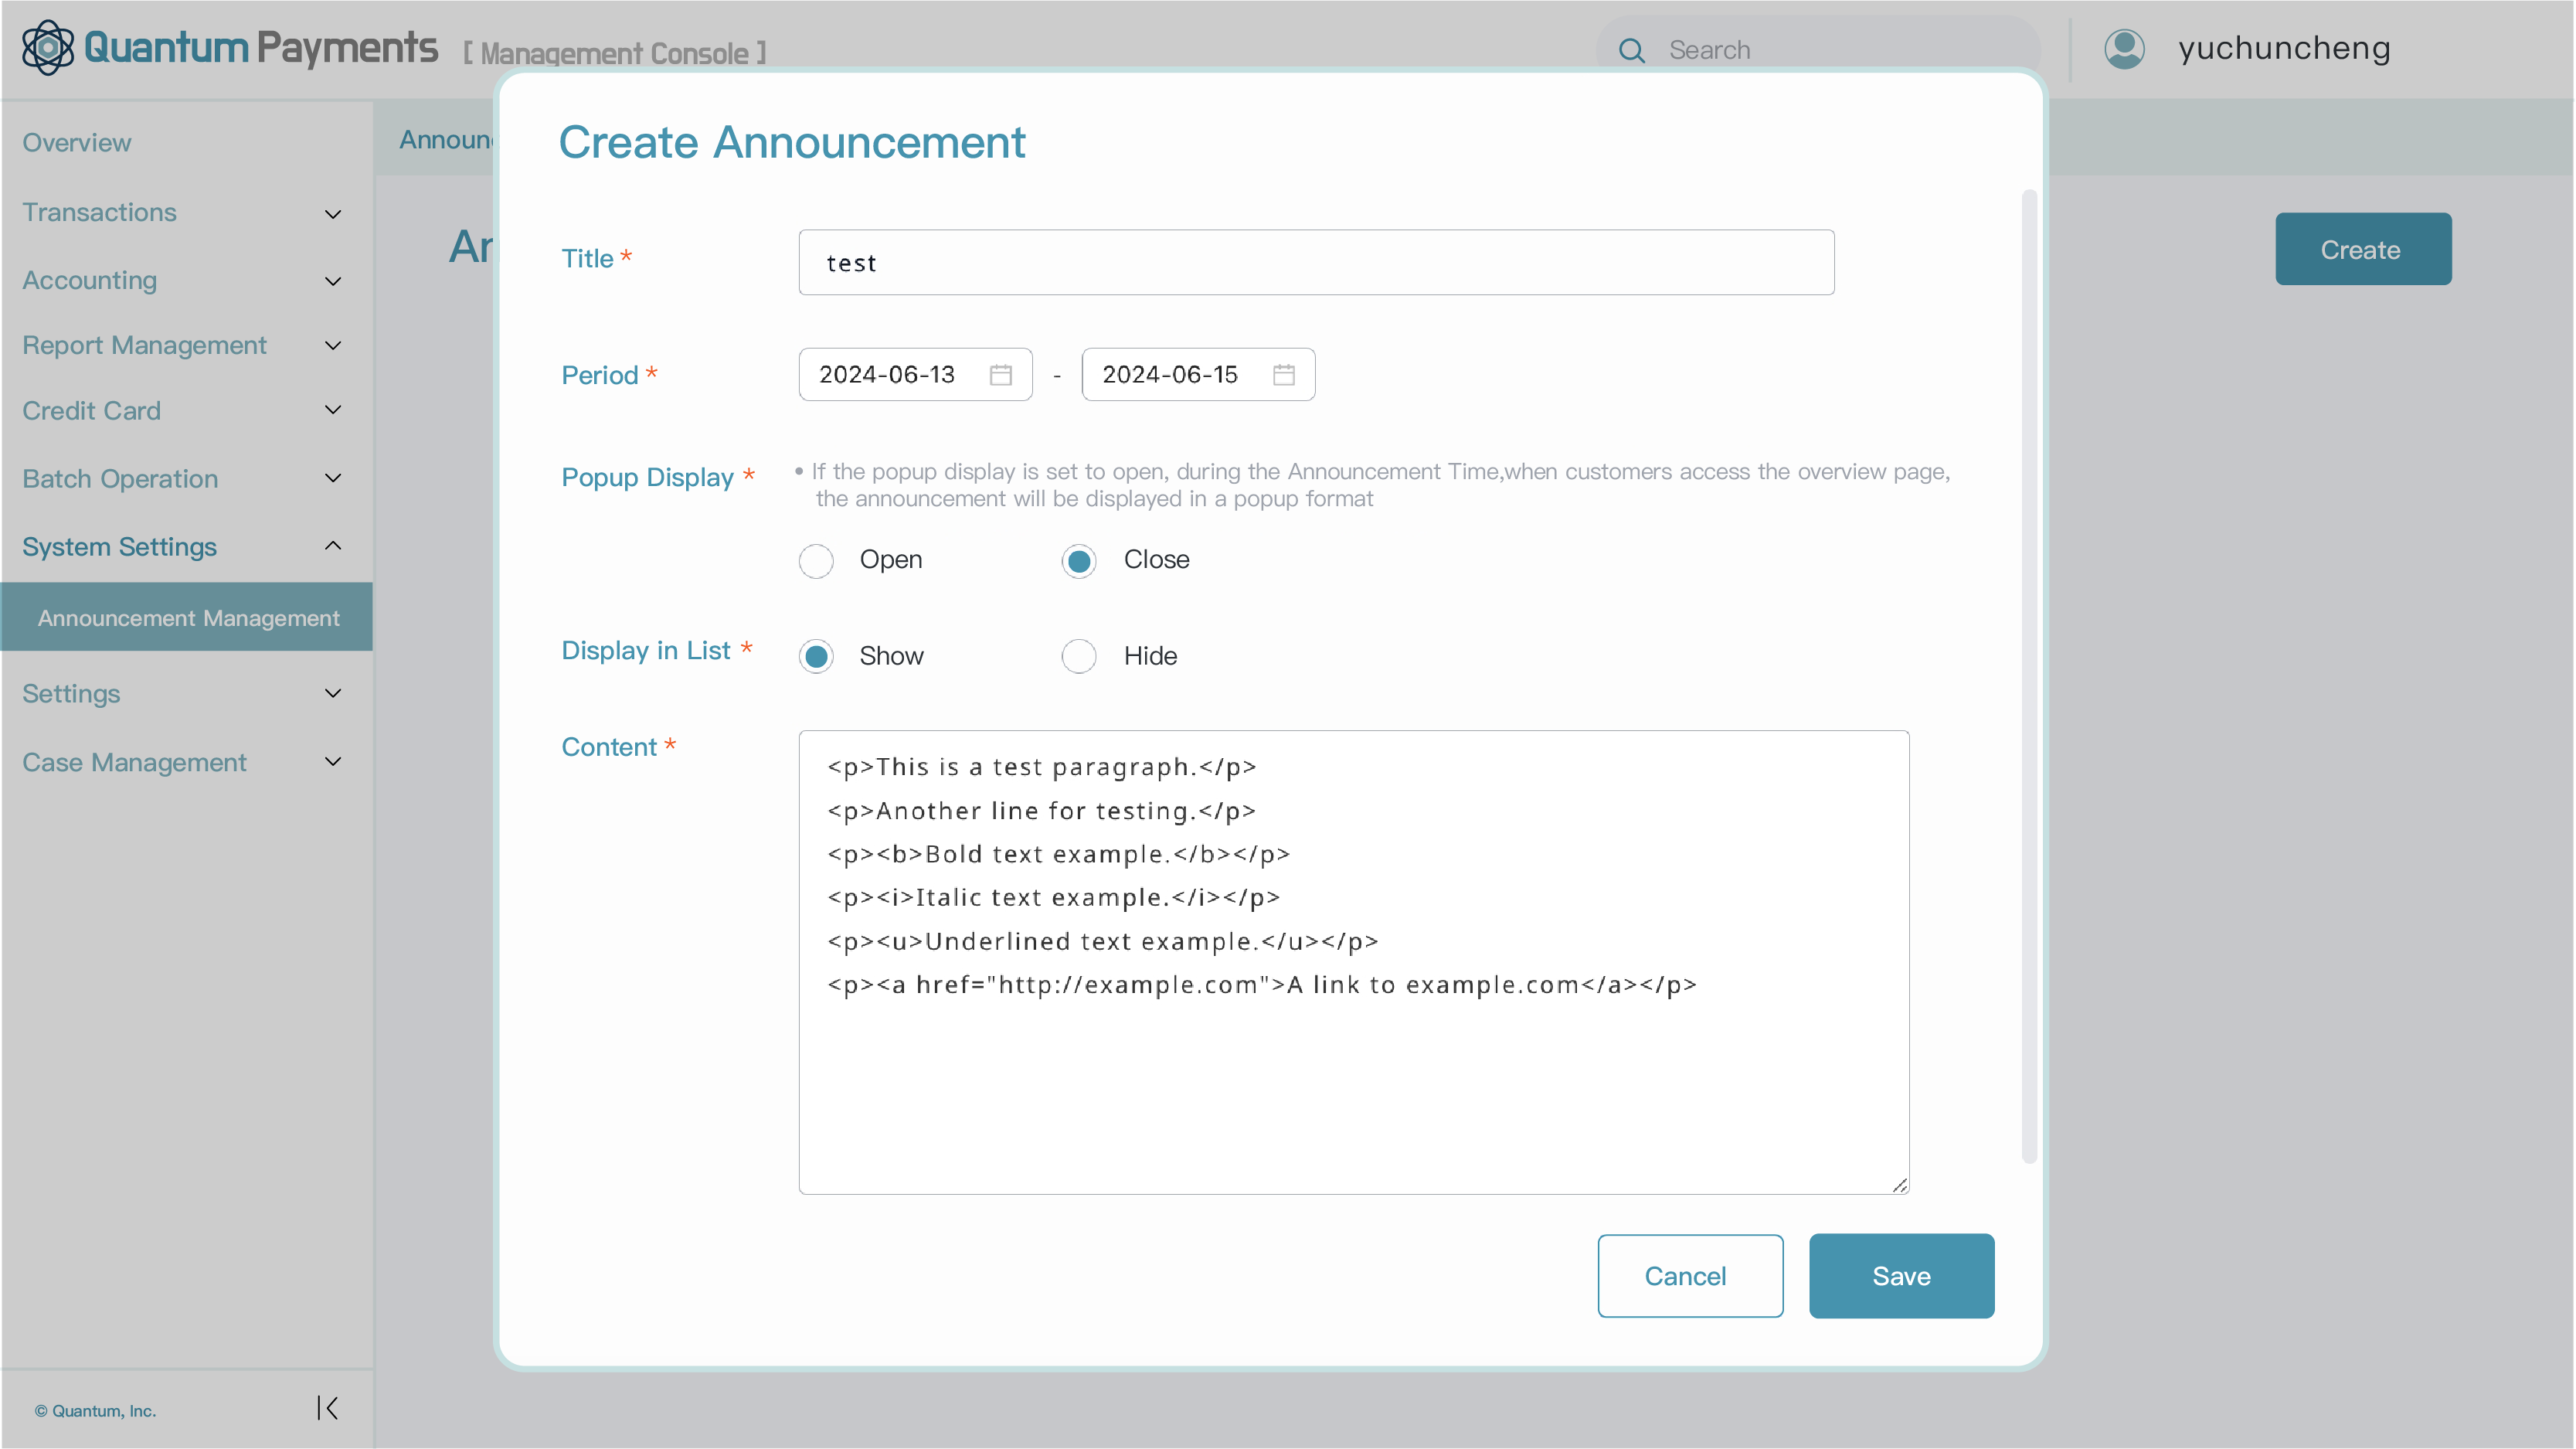 Quantum Payments [ Management Console ]
Search
yuchuncheng
Overview
Transactions
Accounting
Report Management
Credit Card
Batch Operation
System Settings
Announcement Management
Settings
Case Management
© Quantum, Inc.
Create
Create Announcement
Title *
test
Period *
2024-06-13 - 2024-06-15
Popup Display *
• If the popup display is set to open, during the Announcement Time,when customers access the overview page,
the announcement will be displayed in a popup format
Open Close
Display in List *
Show Hide
Content *
<p>This is a test paragraph.</p>
<p>Another line for testing.</p>
<p><b>Bold text example.</b></p>
<p><i>Italic text example.</i></p>
<p><u>Underlined text example.</u></p>
<p><a href="http://example.com">A link to example.com</a></p>
Cancel
Save